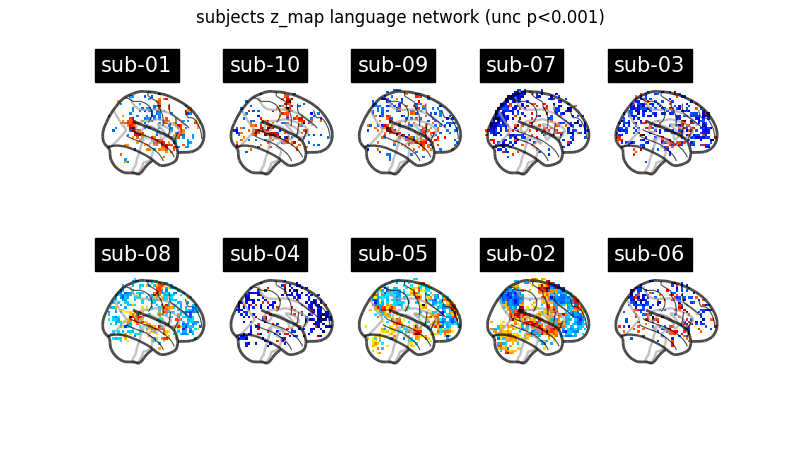 subjects z_map language network (unc p<0.001)
sub-01
sub-10
sub-09
sub-07
sub-03
sub-08
sub-04
sub-05
sub-02
sub-06